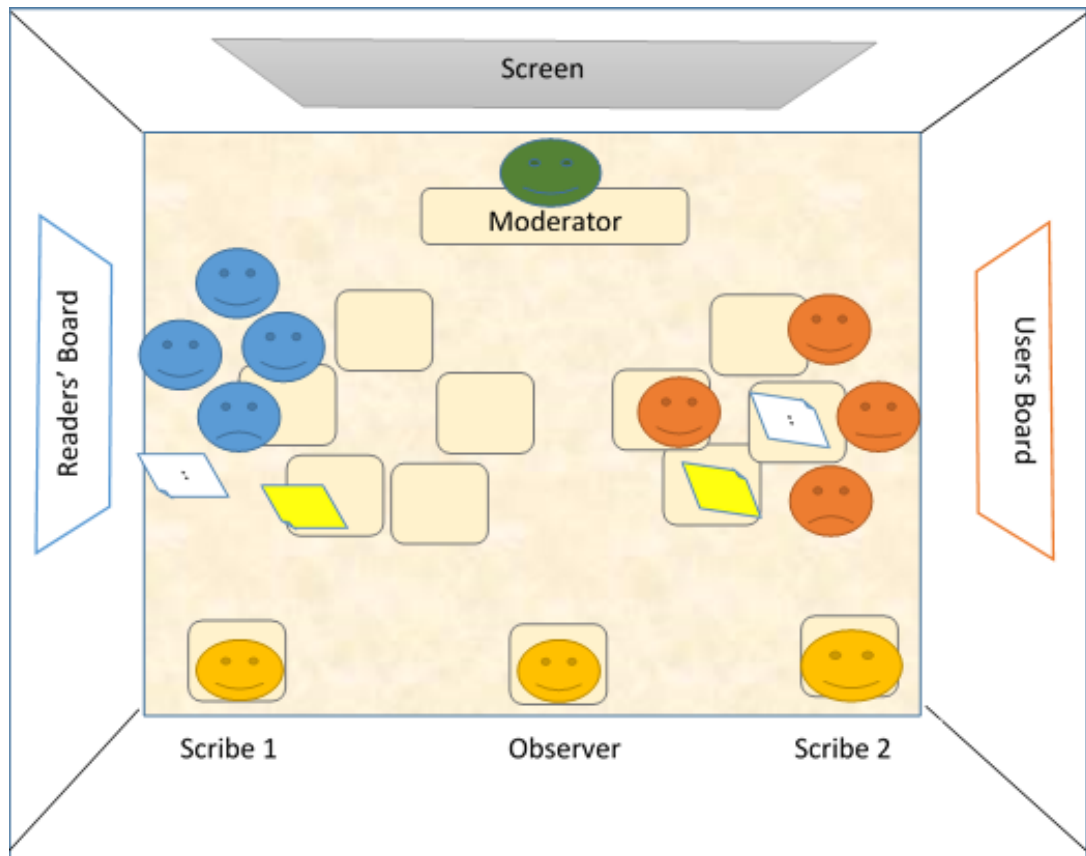 Screen
Moderator
Readers' Board
Users Board
Scribe 1
Observer
Scribe 2